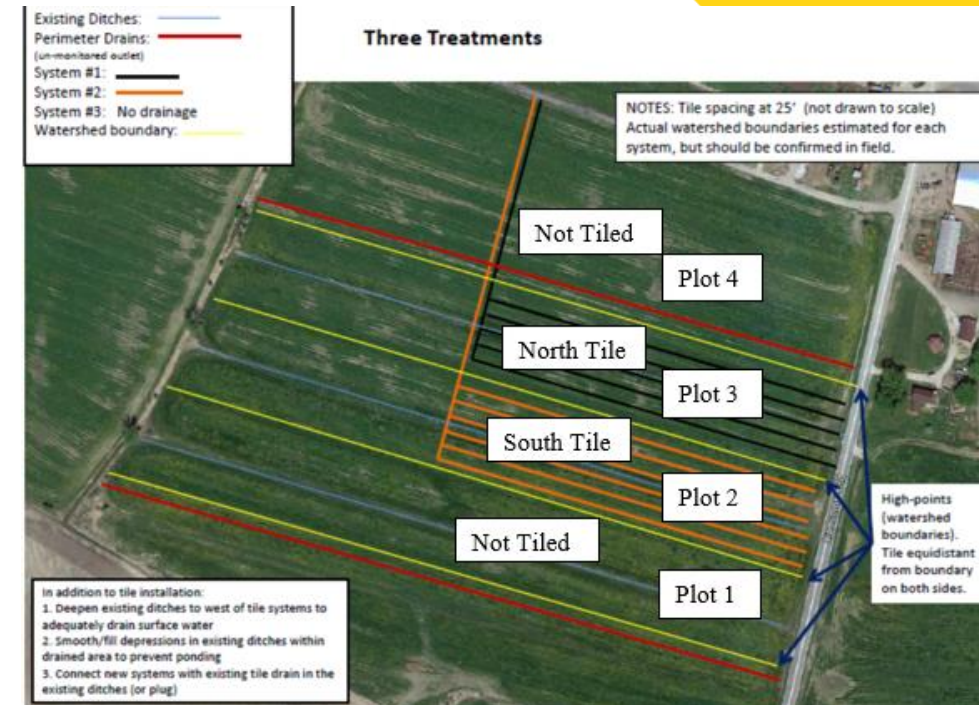 Existing Ditches:
Perimeter Drains:
(un-monitored outlet)
System #1:
System #2:
System #3: No drainage
Watershed boundary:
Three Treatments
NOTES: Tile spacing at 25' (not drawn to scale)
Actual watershed boundaries estimated for each
system, but should be confirmed in field.
Not Tiled
Plot 4
North Tile
Plot 3
South Tile
Plot 2
Not Tiled
Plot 1
High-points
(watershed
boundaries).
Tile equidistant
from boundary
on both sides.
In addition to tile installation:
1. Deepen existing ditches to west of tile systems to
adequately drain surface water
2. Smooth/fill depressions in existing ditches within
drained area to prevent ponding
3. Connect new systems with existing tile drain in the
existing ditches (or plug)